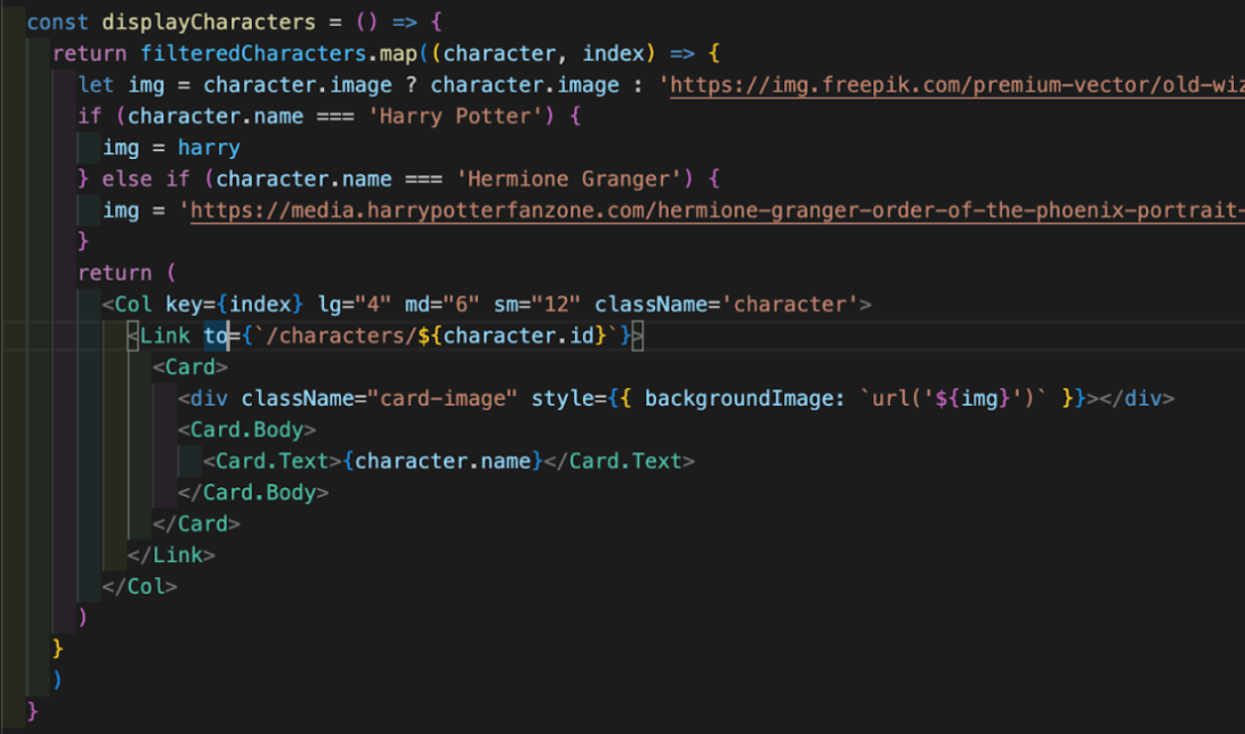 const displayCharacters = () => {
return filteredCharacters.map((character, index) => {
let img = character.image ? character.image : 'https://img.freepik.com/premium-vector/old-wiz
if (character.name === 'Harry Potter') {
img = harry
} else if (character.name === 'Hermione Granger') {
img = 'https://media.harrypotterfanzone.com/hermione-granger-order-of-the-phoenix-portrait-
}
return (
<Col key={index} lg="4" md="6" sm="12" className='character'>
<Link to={`/characters/${character.id}`}>
<Card>
<div className="card-image" style={{ backgroundImage: `url('${img}')` }}></div>
<Card.Body>
<Card.Text>{character.name}</Card.Text>
</Card.Body>
</Card>
</Link>
</Col>
)
}
)
}